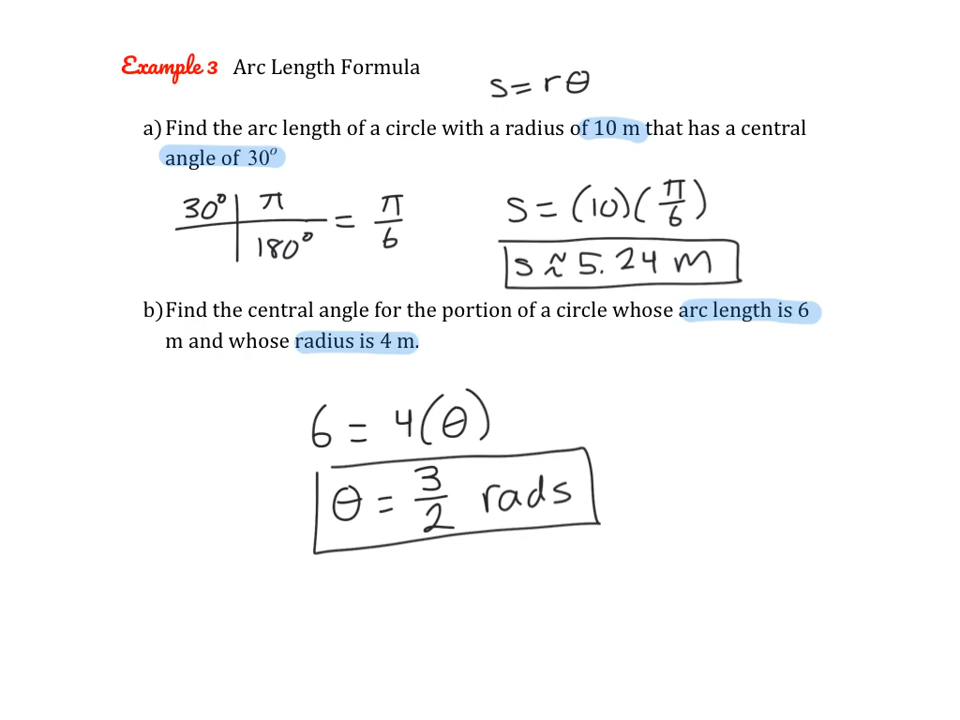 Example 3 Arc Length Formula
s = rθ
a) Find the arc length of a circle with a radius of 10 m that has a central
angle of 30°
30° | π
180° = π/6
s = (10)(π/6)
s ≈ 5.24 m
b) Find the central angle for the portion of a circle whose arc length is 6
m and whose radius is 4 m.
6 = 4(θ)
θ = 3/2 rads